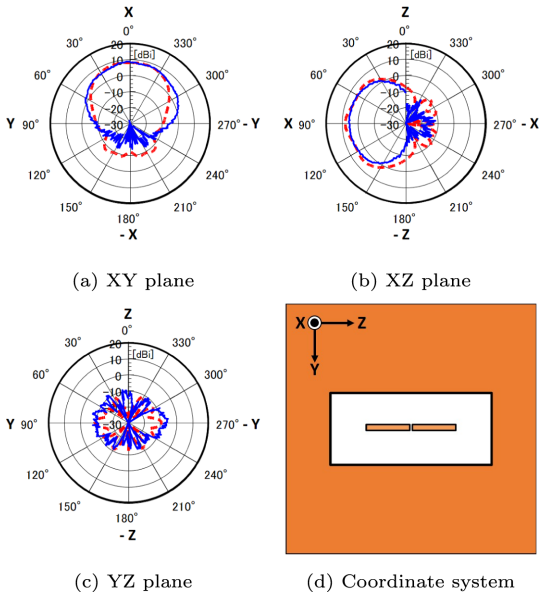 X
0°
30° 330°
20 [dBi]
10
60° 0 300°
-10
-20
Y 90° -30 270° - Y
120° 240°
150° 210°
180°
- X
(a) XY plane
Z
0°
30° 330°
20 [dBi]
10
60° 0 300°
-10
-20
X 90° -30 270° - X
120° 240°
150° 210°
180°
- Z
(b) XZ plane
Z
0°
30° 330°
20 [dBi]
10
60° 0 300°
-10
-20
Y 90° -30 270° - Y
120° 240°
150° 210°
180°
- Z
(c) YZ plane
X Z
Y
(d) Coordinate system